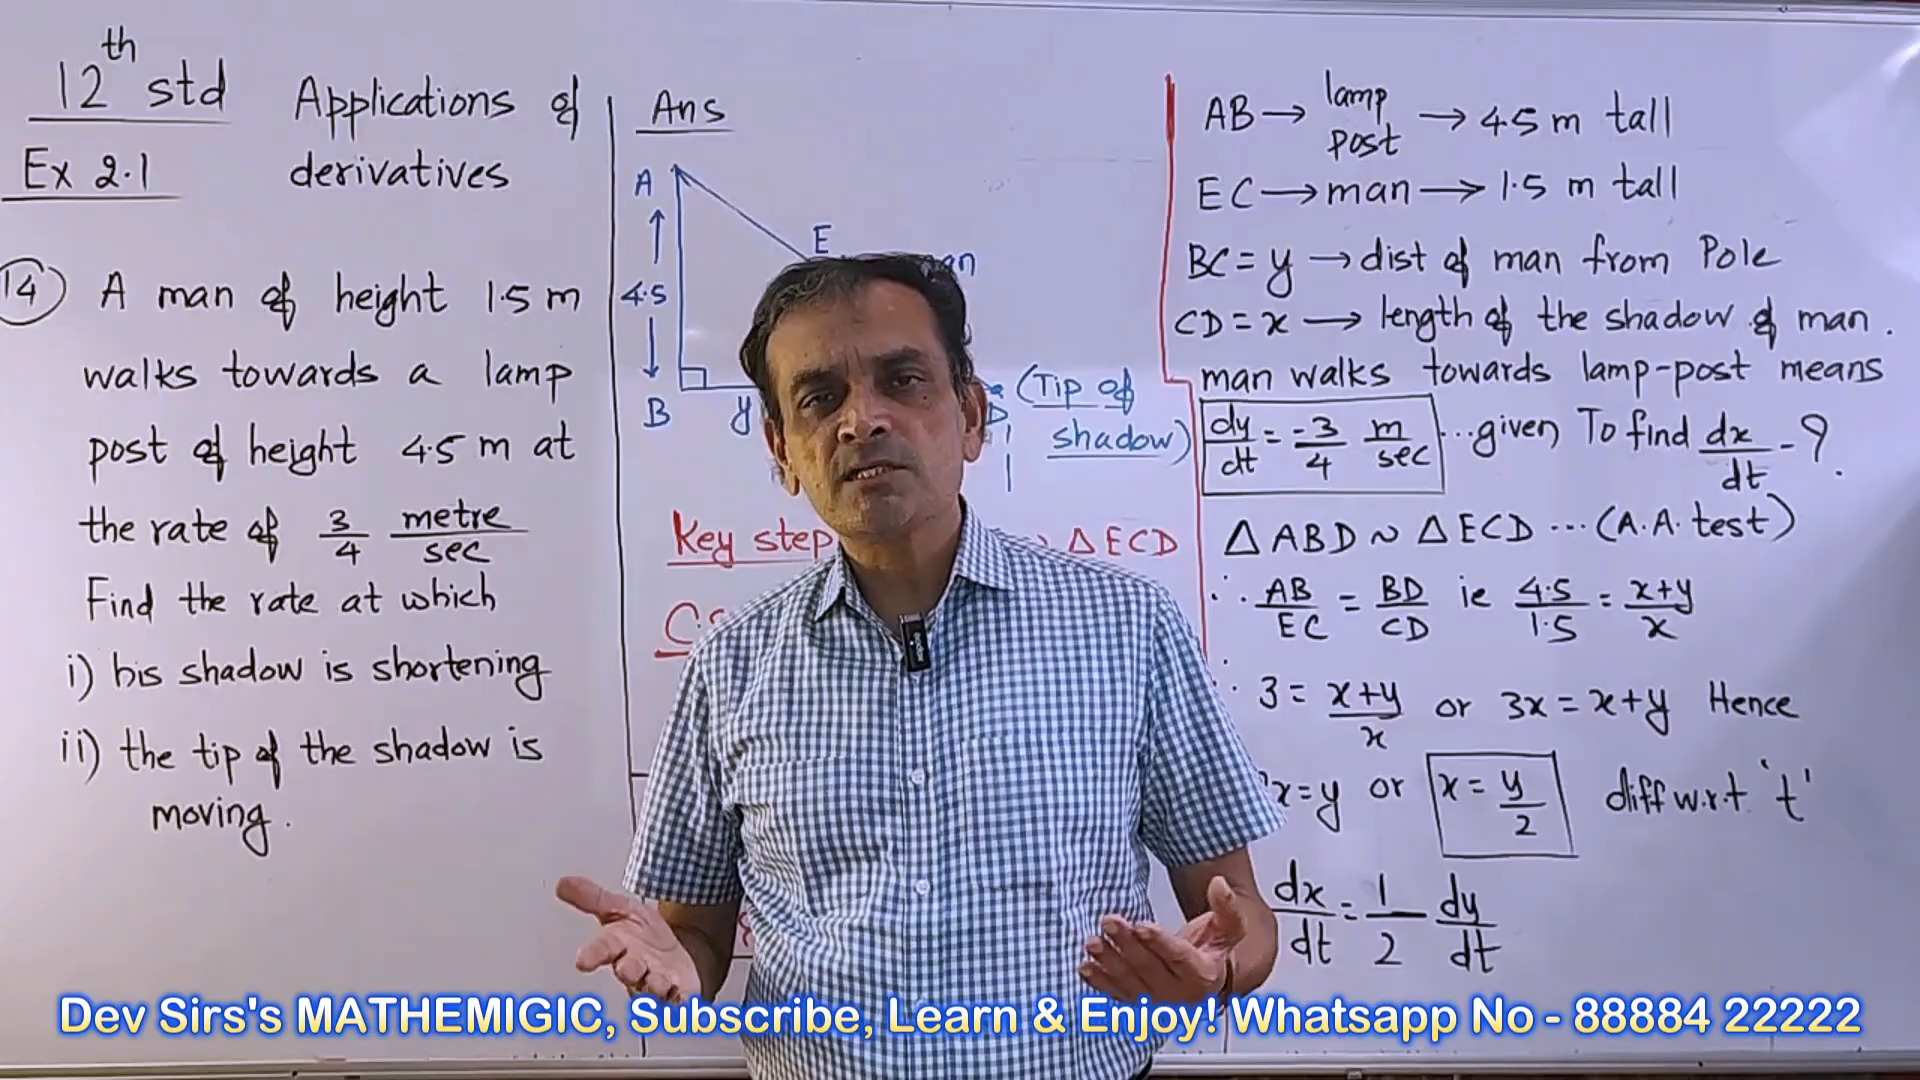 12th std
Ex 2.1
Applications of
derivatives
14 A man of height 1.5 m
walks towards a lamp
post of height 4.5 m at
the rate of 3/4 metre/sec
Find the rate at which
i) his shadow is shortening
ii) the tip of the shadow is
moving.
Ans
A
E
4.5
B
y
D
(Tip of
shadow)
Key step
ΔECD
AB → lamp post → 4.5 m tall
EC → man → 1.5 m tall
BC = y → dist of man from Pole
CD = x → length of the shadow of man.
man walks towards lamp-post means
dy/dt = -3/4 m/sec ...given To find dx/dt - ?
Δ ABD ~ Δ ECD ... (A.A. test)
∴ AB/EC = BD/CD ie 4.5/1.5 = x+y/x
3 = x+y/x or 3x = x+y Hence
x = y or x = y/2 diff w.r.t 't'
dx/dt = 1/2 dy/dt
Dev Sirs's MATHEMIGIC, Subscribe, Learn & Enjoy! Whatsapp No - 88884 22222